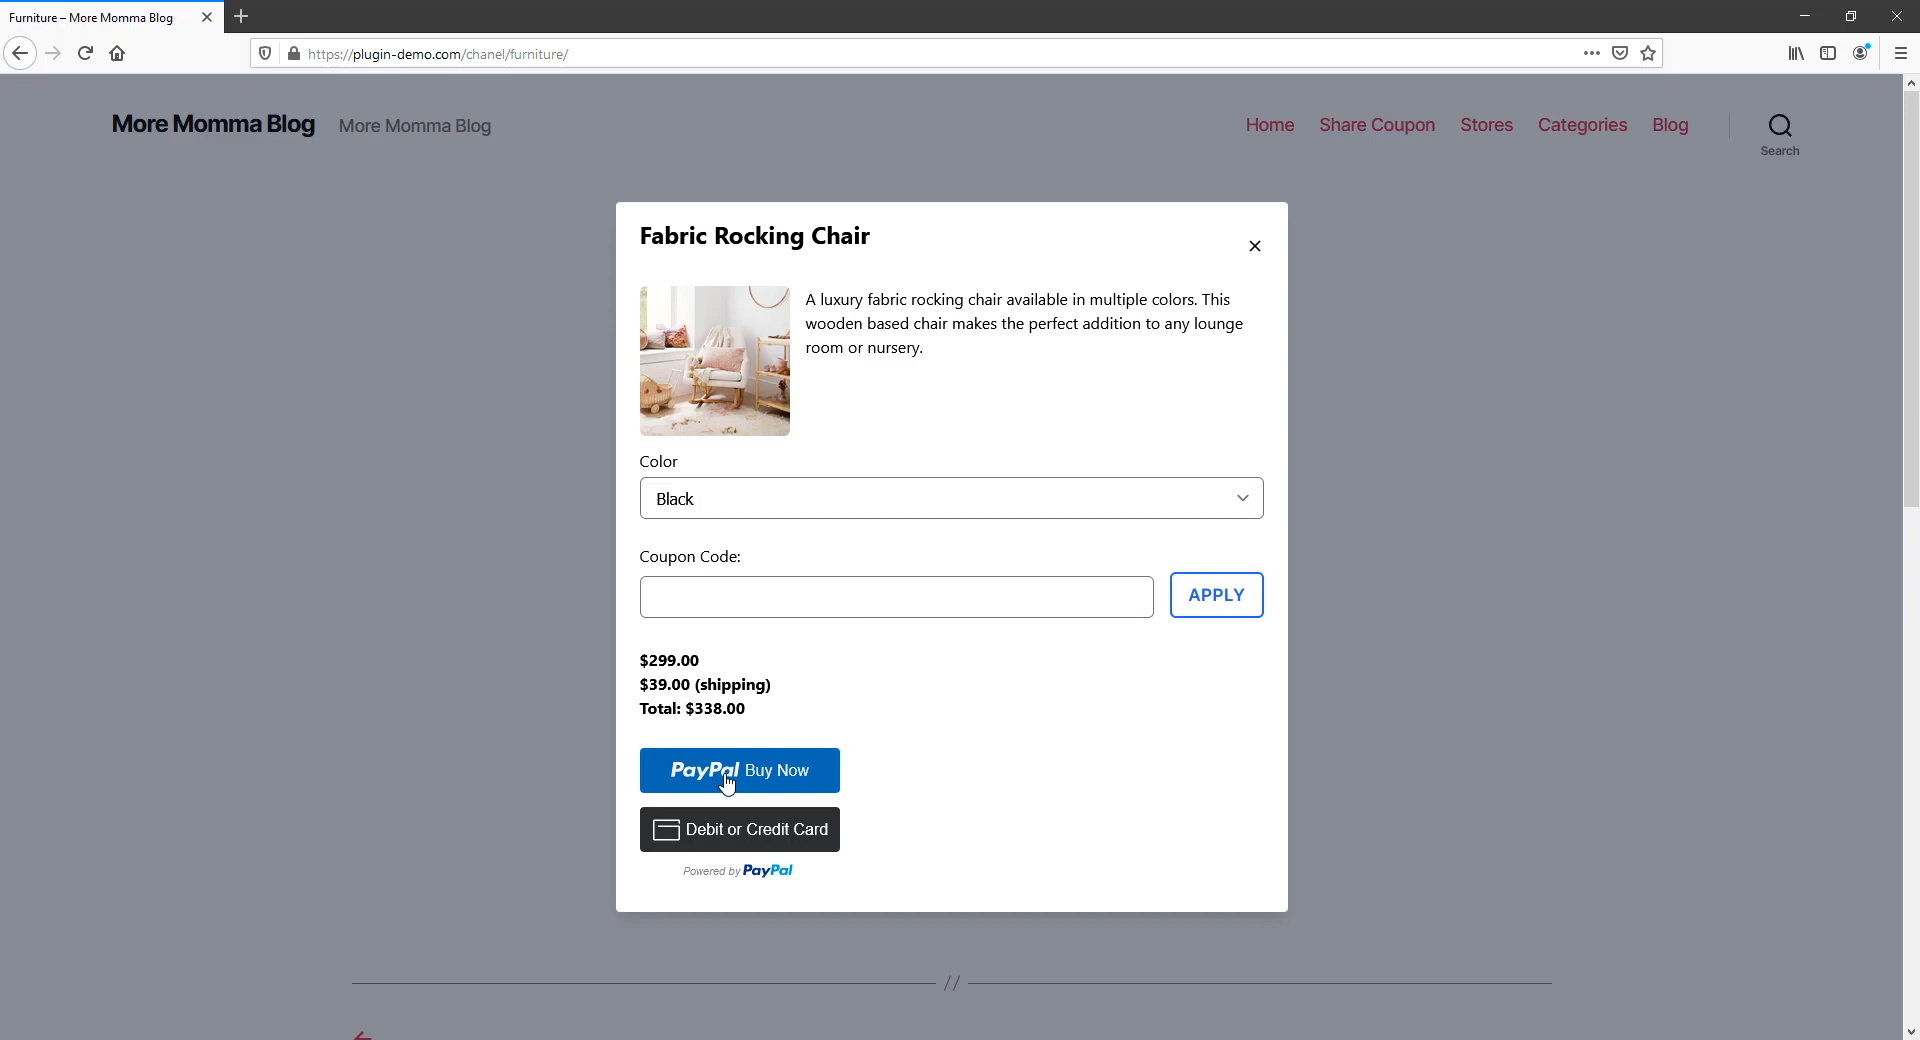 Furniture – More Momma Blog
https://plugin-demo.com/chanel/furniture/
More Momma Blog
More Momma Blog
Home
Share Coupon
Stores
Categories
Blog
Search
Fabric Rocking Chair
A luxury fabric rocking chair available in multiple colors. This
wooden based chair makes the perfect addition to any lounge
room or nursery.
Color
Black
Coupon Code:
APPLY
$299.00
$39.00 (shipping)
Total: $338.00
PayPal Buy Now
Debit or Credit Card
Powered by PayPal
//